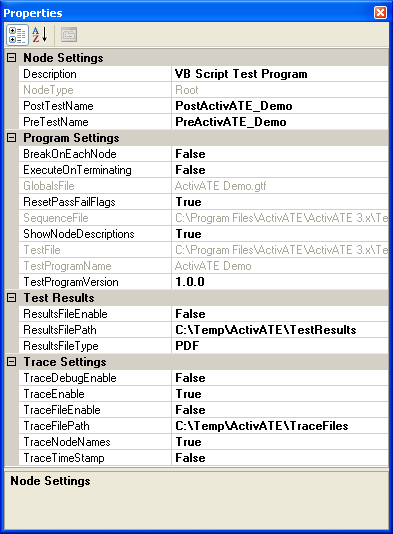 Properties
A Z
Node Settings
Description VB Script Test Program
NodeType Root
PostTestName PostActivATE_Demo
PreTestName PreActivATE_Demo
Program Settings
BreakOnEachNode False
ExecuteOnTerminating False
GlobalsFile ActivATE Demo.gtf
ResetPassFailFlags True
SequenceFile C:\Program Files\ActivATE\ActivATE 3.x\Te
ShowNodeDescriptions True
TestFile C:\Program Files\ActivATE\ActivATE 3.x\Te
TestProgramName ActivATE Demo
TestProgramVersion 1.0.0
Test Results
ResultsFileEnable False
ResultsFilePath C:\Temp\ActivATE\TestResults
ResultsFileType PDF
Trace Settings
TraceDebugEnable False
TraceEnable True
TraceFileEnable False
TraceFilePath C:\Temp\ActivATE\TraceFiles
TraceNodeNames True
TraceTimeStamp False
Node Settings